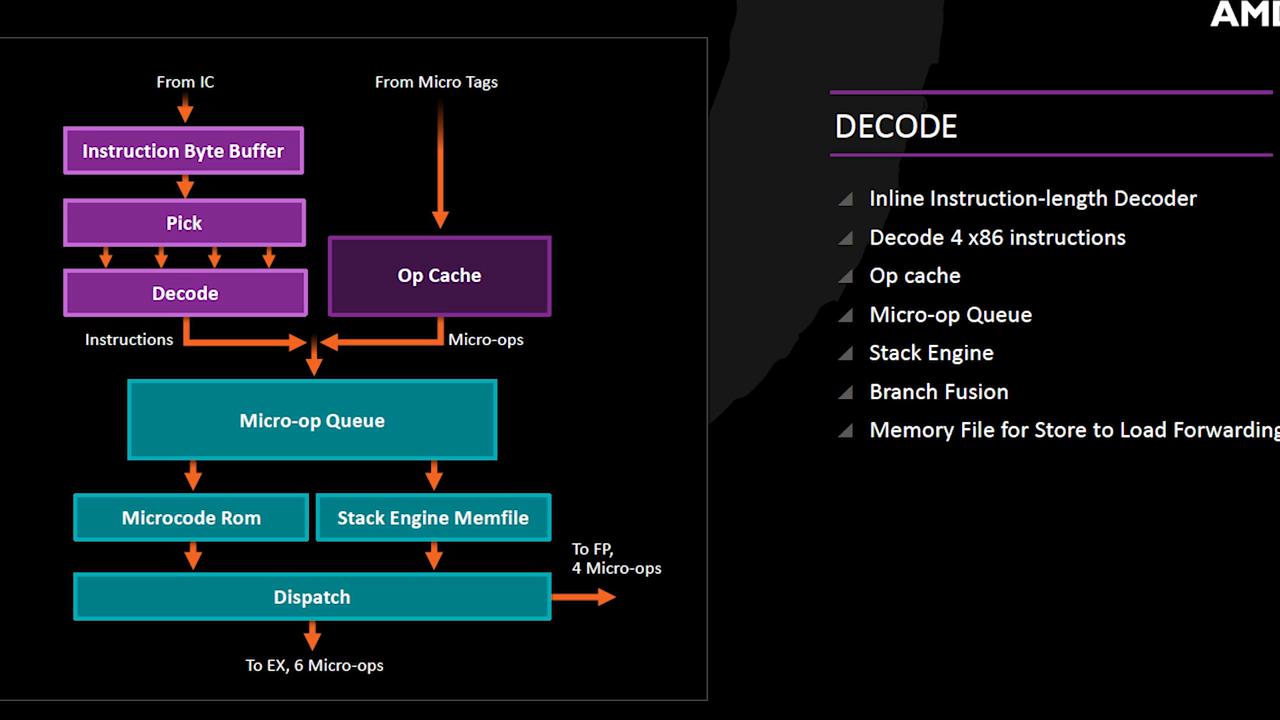 AMD
From IC
From Micro Tags
Instruction Byte Buffer
Pick
Decode
Op Cache
Instructions
Micro-ops
Micro-op Queue
Microcode Rom
Stack Engine Memfile
To FP,
4 Micro-ops
Dispatch
To EX, 6 Micro-ops
DECODE
Inline Instruction-length Decoder
Decode 4 x86 instructions
Op cache
Micro-op Queue
Stack Engine
Branch Fusion
Memory File for Store to Load Forwarding